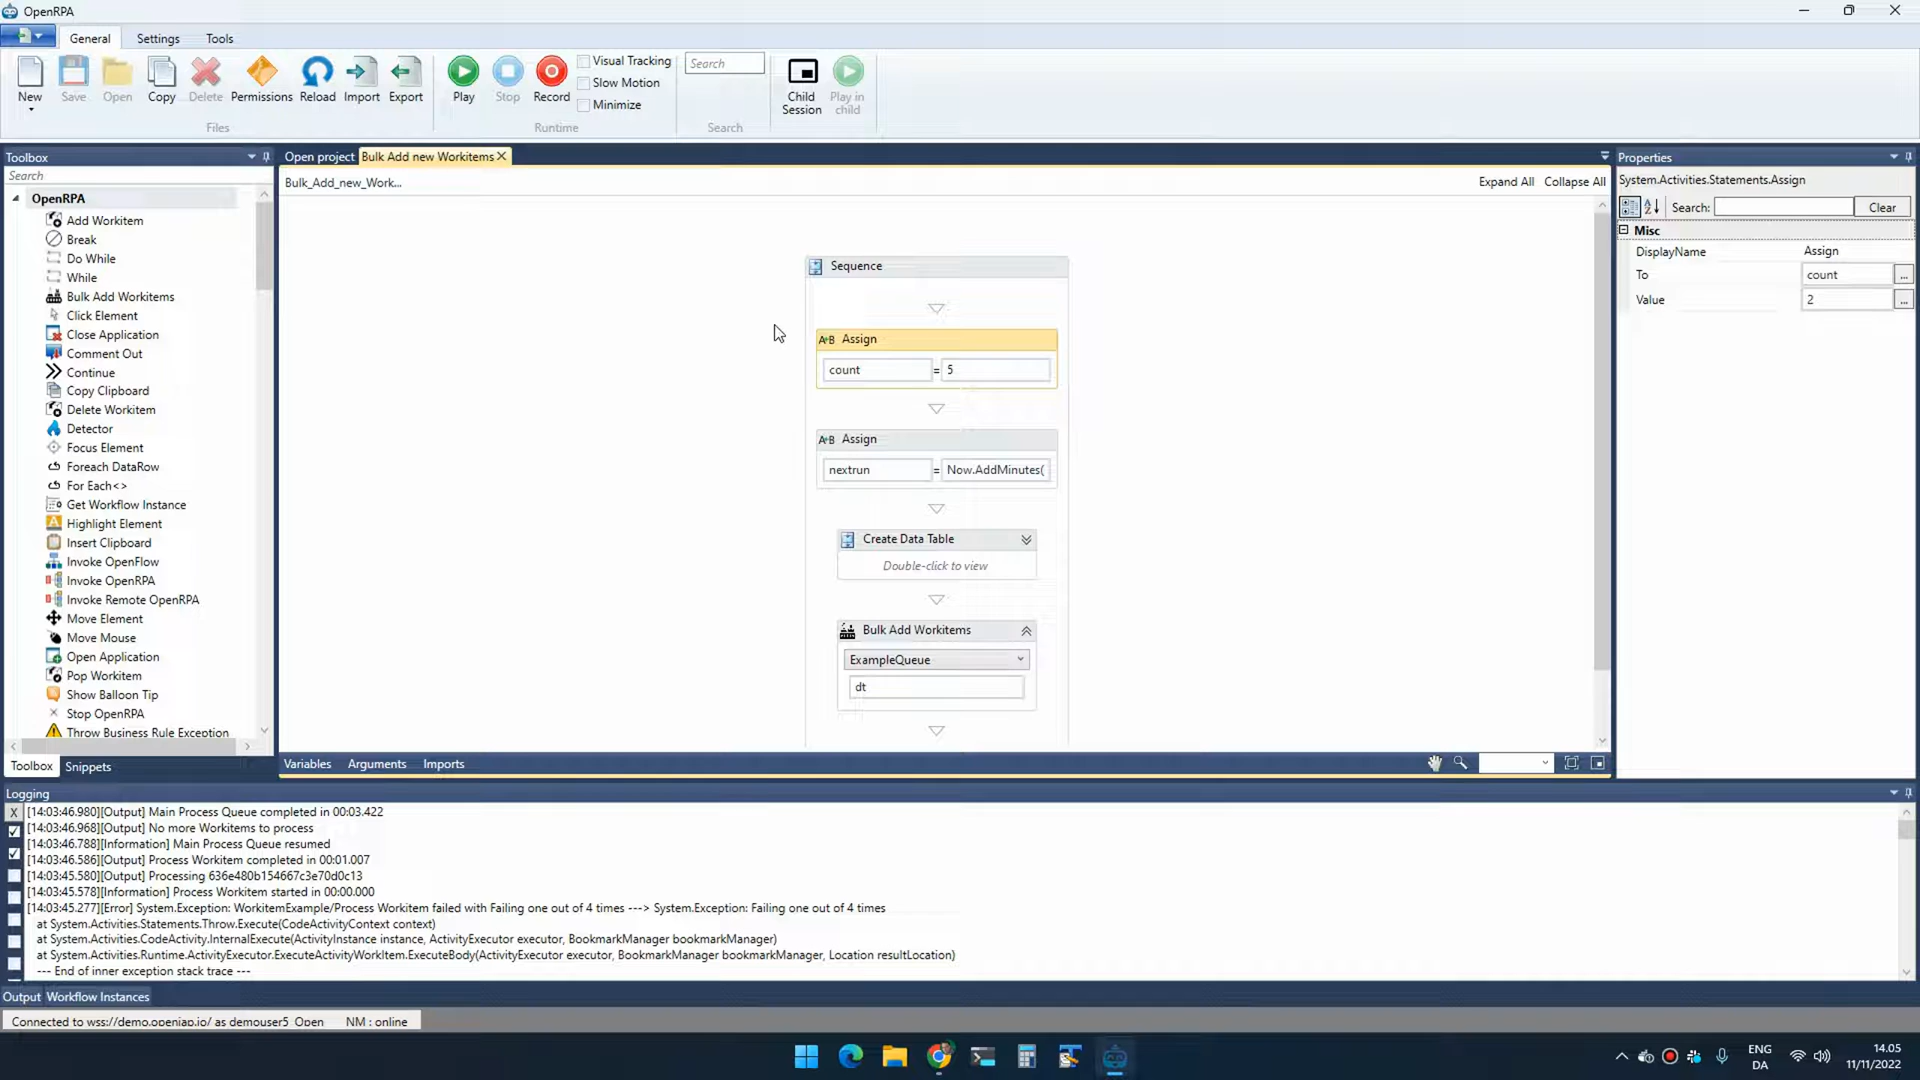 OpenRPA
General Settings Tools
New Save Open Copy Delete Permissions Reload Import Export
Files
Play Stop Record
Visual Tracking
Slow Motion
Minimize
Runtime
Search
Search
Child Session
Play in child
Toolbox
Search
OpenRPA
Add Workitem
Break
Do While
While
Bulk Add Workitems
Click Element
Close Application
Comment Out
Continue
Copy Clipboard
Delete Workitem
Detector
Focus Element
Foreach DataRow
For Each<>
Get Workflow Instance
Highlight Element
Insert Clipboard
Invoke OpenFlow
Invoke OpenRPA
Invoke Remote OpenRPA
Move Element
Move Mouse
Open Application
Pop Workitem
Show Balloon Tip
Stop OpenRPA
Throw Business Rule Exception
Toolbox Snippets
Open project Bulk Add new Workitems
Bulk_Add_new_Work...
Expand All Collapse All
Sequence
A+B Assign
count = 5
A+B Assign
nextrun = Now.AddMinutes(
Create Data Table
Double-click to view
Bulk Add Workitems
ExampleQueue
dt
Variables Arguments Imports
Properties
System.Activities.Statements.Assign
Search: Clear
Misc
DisplayName Assign
To count ...
Value 2 ...
Logging
X
[14:03:46.980][Output] Main Process Queue completed in 00:03.422
[14:03:46.968][Output] No more Workitems to process
[14:03:46.788][Information] Main Process Queue resumed
[14:03:46.586][Output] Process Workitem completed in 00:01.007
[14:03:45.580][Output] Processing 636e480b154667c3e70d0c13
[14:03:45.578][Information] Process Workitem started in 00:00.000
[14:03:45.277][Error] System.Exception: WorkitemExample/Process Workitem failed with Failing one out of 4 times ---> System.Exception: Failing one out of 4 times
at System.Activities.Statements.Throw.Execute(CodeActivityContext context)
at System.Activities.CodeActivity.InternalExecute(ActivityInstance instance, ActivityExecutor executor, BookmarkManager bookmarkManager)
at System.Activities.Runtime.ActivityExecutor.ExecuteActivityWorkItem.ExecuteBody(ActivityExecutor executor, BookmarkManager bookmarkManager, Location resultLocation)
--- End of inner exception stack trace ---
Output Workflow Instances
Connected to wss://demo.openiap.io/ as demouser5 Open NM : online
ENG
DA
14.05
11/11/2022